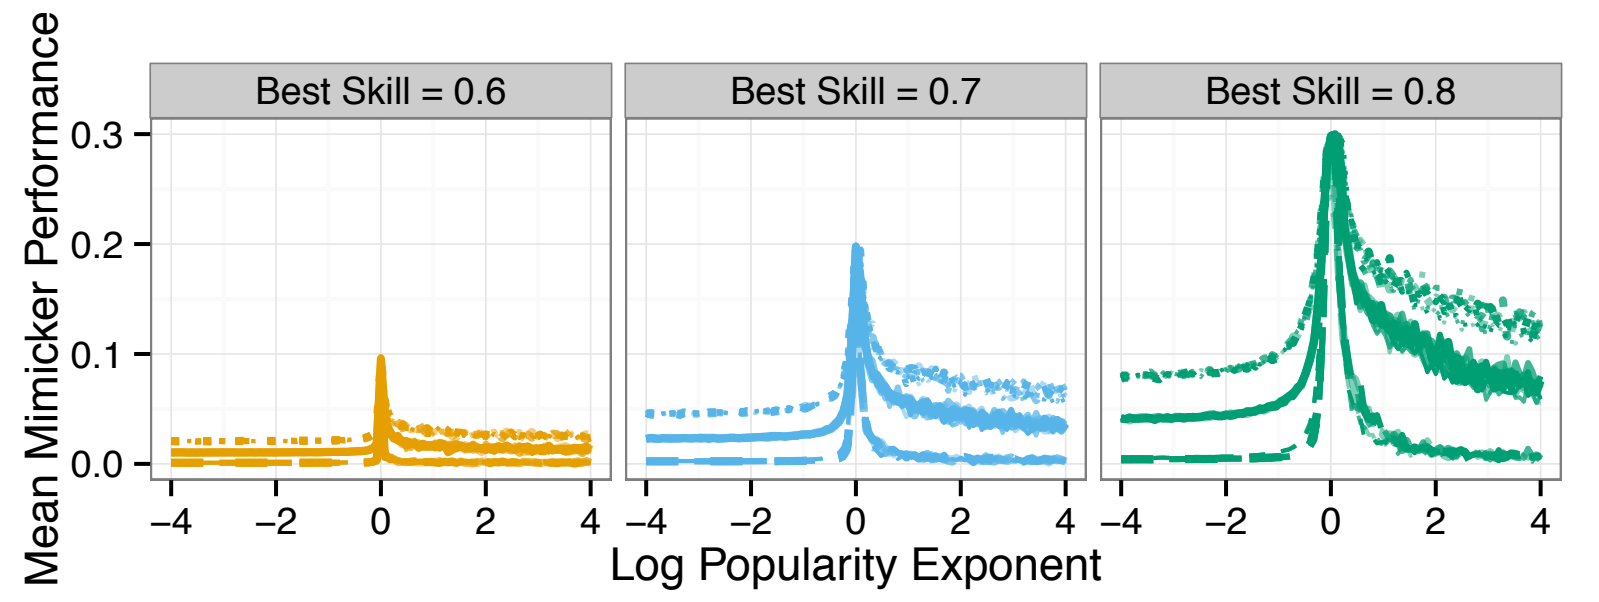 Mean Mimicker Performance
Best Skill = 0.6
Best Skill = 0.7
Best Skill = 0.8
0.3
0.2
0.1
0.0
−4 −2 0 2 4
−4 −2 0 2 4
−4 −2 0 2 4
Log Popularity Exponent